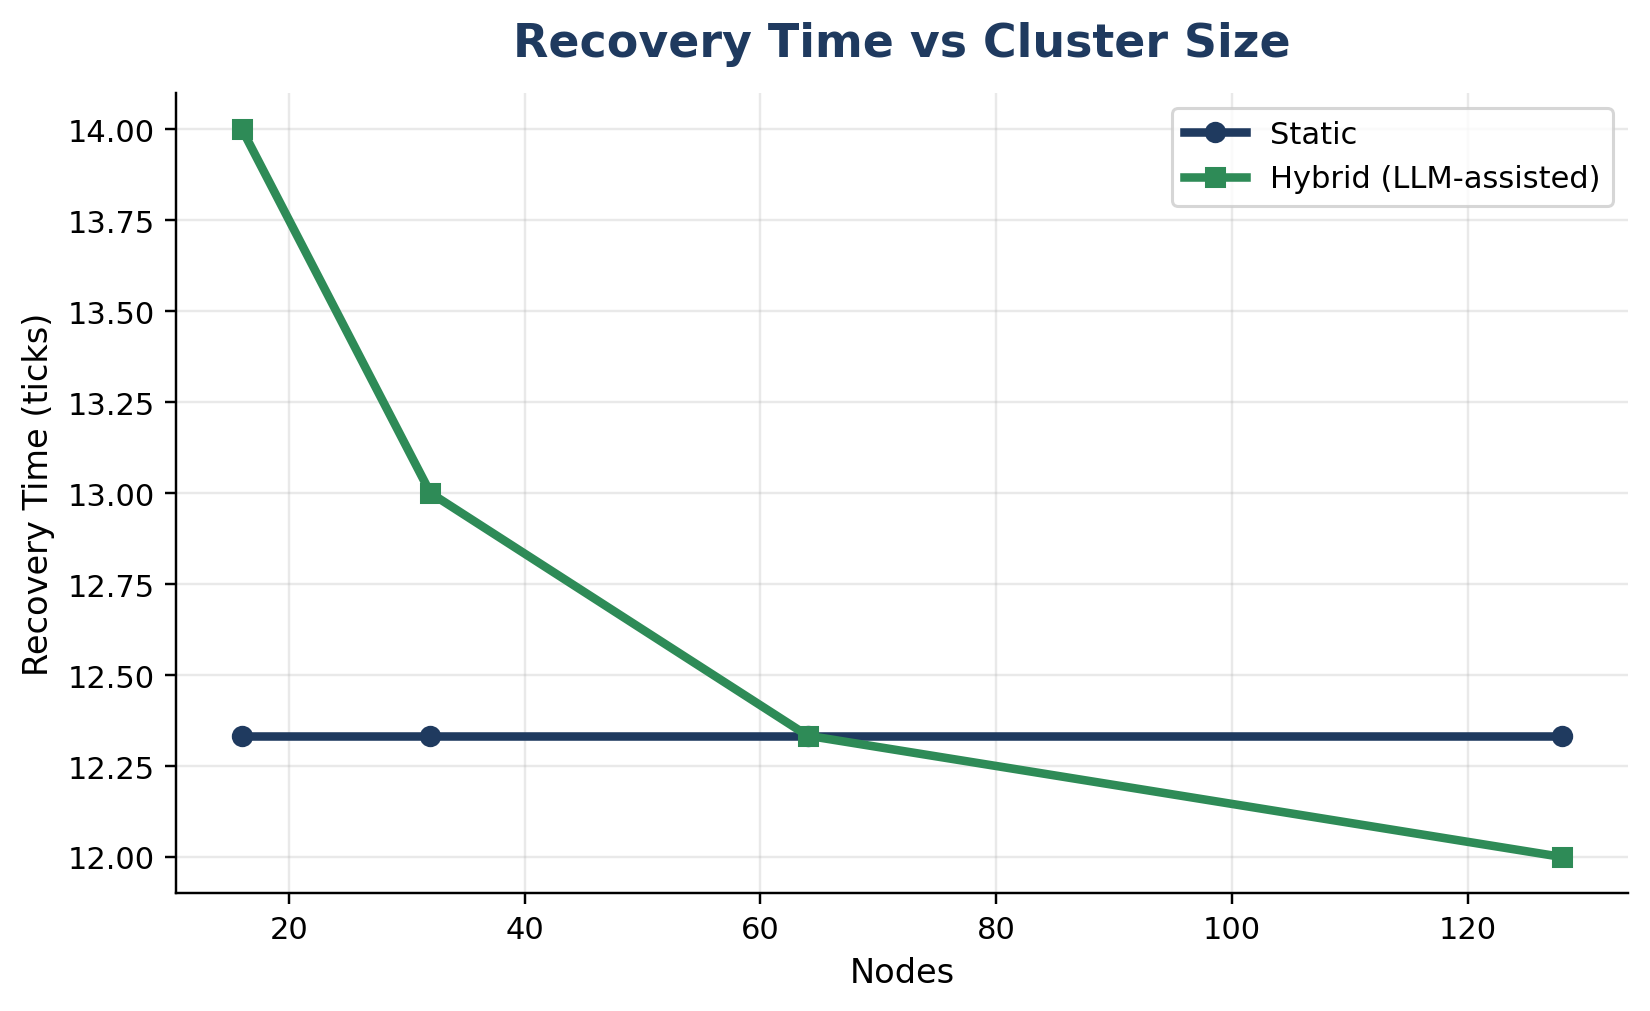 Recovery Time vs Cluster Size
Static
Hybrid (LLM-assisted)
Recovery Time (ticks)
14.00
13.75
13.50
13.25
13.00
12.75
12.50
12.25
12.00
20 40 60 80 100 120
Nodes